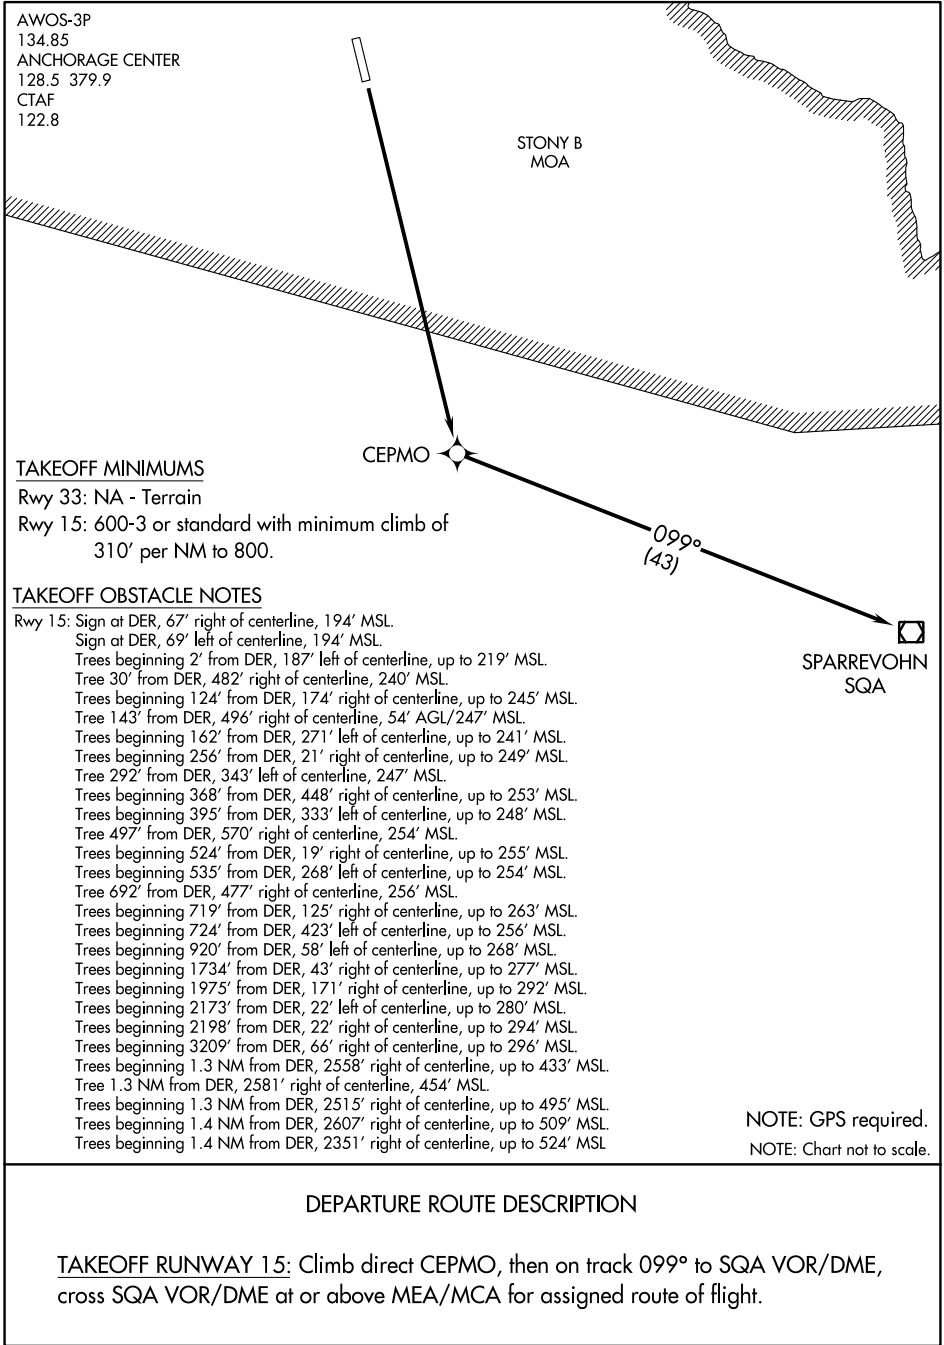 AWOS-3P
134.85
ANCHORAGE CENTER
128.5 379.9
CTAF
122.8
STONY B
MOA
CEPMO
099°
(43)
SPARREVOHN
SQA
TAKEOFF MINIMUMS
Rwy 33: NA - Terrain
Rwy 15: 600-3 or standard with minimum climb of
310' per NM to 800.
TAKEOFF OBSTACLE NOTES
Rwy 15: Sign at DER, 67' right of centerline, 194' MSL.
Sign at DER, 69' left of centerline, 194' MSL.
Trees beginning 2' from DER, 187' left of centerline, up to 219' MSL.
Tree 30' from DER, 482' right of centerline, 240' MSL.
Trees beginning 124' from DER, 174' right of centerline, up to 245' MSL.
Tree 143' from DER, 496' right of centerline, 54' AGL/247' MSL.
Trees beginning 162' from DER, 271' left of centerline, up to 241' MSL.
Trees beginning 256' from DER, 21' right of centerline, up to 249' MSL.
Tree 292' from DER, 343' left of centerline, 247' MSL.
Trees beginning 368' from DER, 448' right of centerline, up to 253' MSL.
Trees beginning 395' from DER, 333' left of centerline, up to 248' MSL.
Tree 497' from DER, 570' right of centerline, 254' MSL.
Trees beginning 524' from DER, 19' right of centerline, up to 255' MSL.
Trees beginning 535' from DER, 268' left of centerline, up to 254' MSL.
Tree 692' from DER, 477' right of centerline, 256' MSL.
Trees beginning 719' from DER, 125' right of centerline, up to 263' MSL.
Trees beginning 724' from DER, 423' left of centerline, up to 256' MSL.
Trees beginning 920' from DER, 58' left of centerline, up to 268' MSL.
Trees beginning 1734' from DER, 43' right of centerline, up to 277' MSL.
Trees beginning 1975' from DER, 171' right of centerline, up to 292' MSL.
Trees beginning 2173' from DER, 22' left of centerline, up to 280' MSL.
Trees beginning 2198' from DER, 22' right of centerline, up to 294' MSL.
Trees beginning 3209' from DER, 66' right of centerline, up to 296' MSL.
Trees beginning 1.3 NM from DER, 2558' right of centerline, up to 433' MSL.
Tree 1.3 NM from DER, 2581' right of centerline, 454' MSL.
Trees beginning 1.3 NM from DER, 2515' right of centerline, up to 495' MSL.
Trees beginning 1.4 NM from DER, 2607' right of centerline, up to 509' MSL.
Trees beginning 1.4 NM from DER, 2351' right of centerline, up to 524' MSL
NOTE: GPS required.
NOTE: Chart not to scale.
DEPARTURE ROUTE DESCRIPTION
TAKEOFF RUNWAY 15: Climb direct CEPMO, then on track 099° to SQA VOR/DME,
cross SQA VOR/DME at or above MEA/MCA for assigned route of flight.